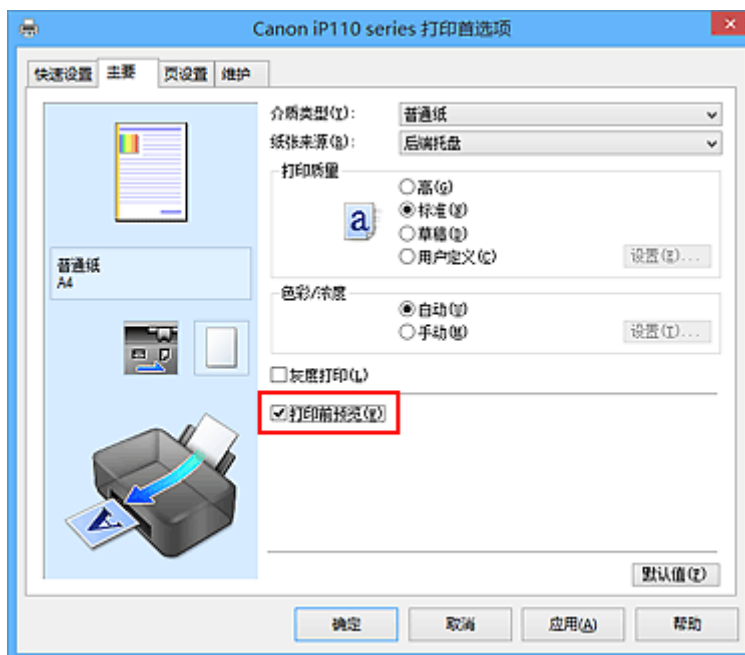 Canon iP110 series 打印首选项
快速设置 主要 页设置 维护
介质类型(Y): 普通纸
纸张来源(R): 后端托盘
打印质量
a
高(G)
标准(N)
草稿(D)
用户定义(C) 设置(E)...
普通纸
A4
色彩/浓度
自动(U)
手动(M) 设置(T)...
灰度打印(L)
打印前预览(V)
A
默认值(F)
确定 取消 应用(A) 帮助